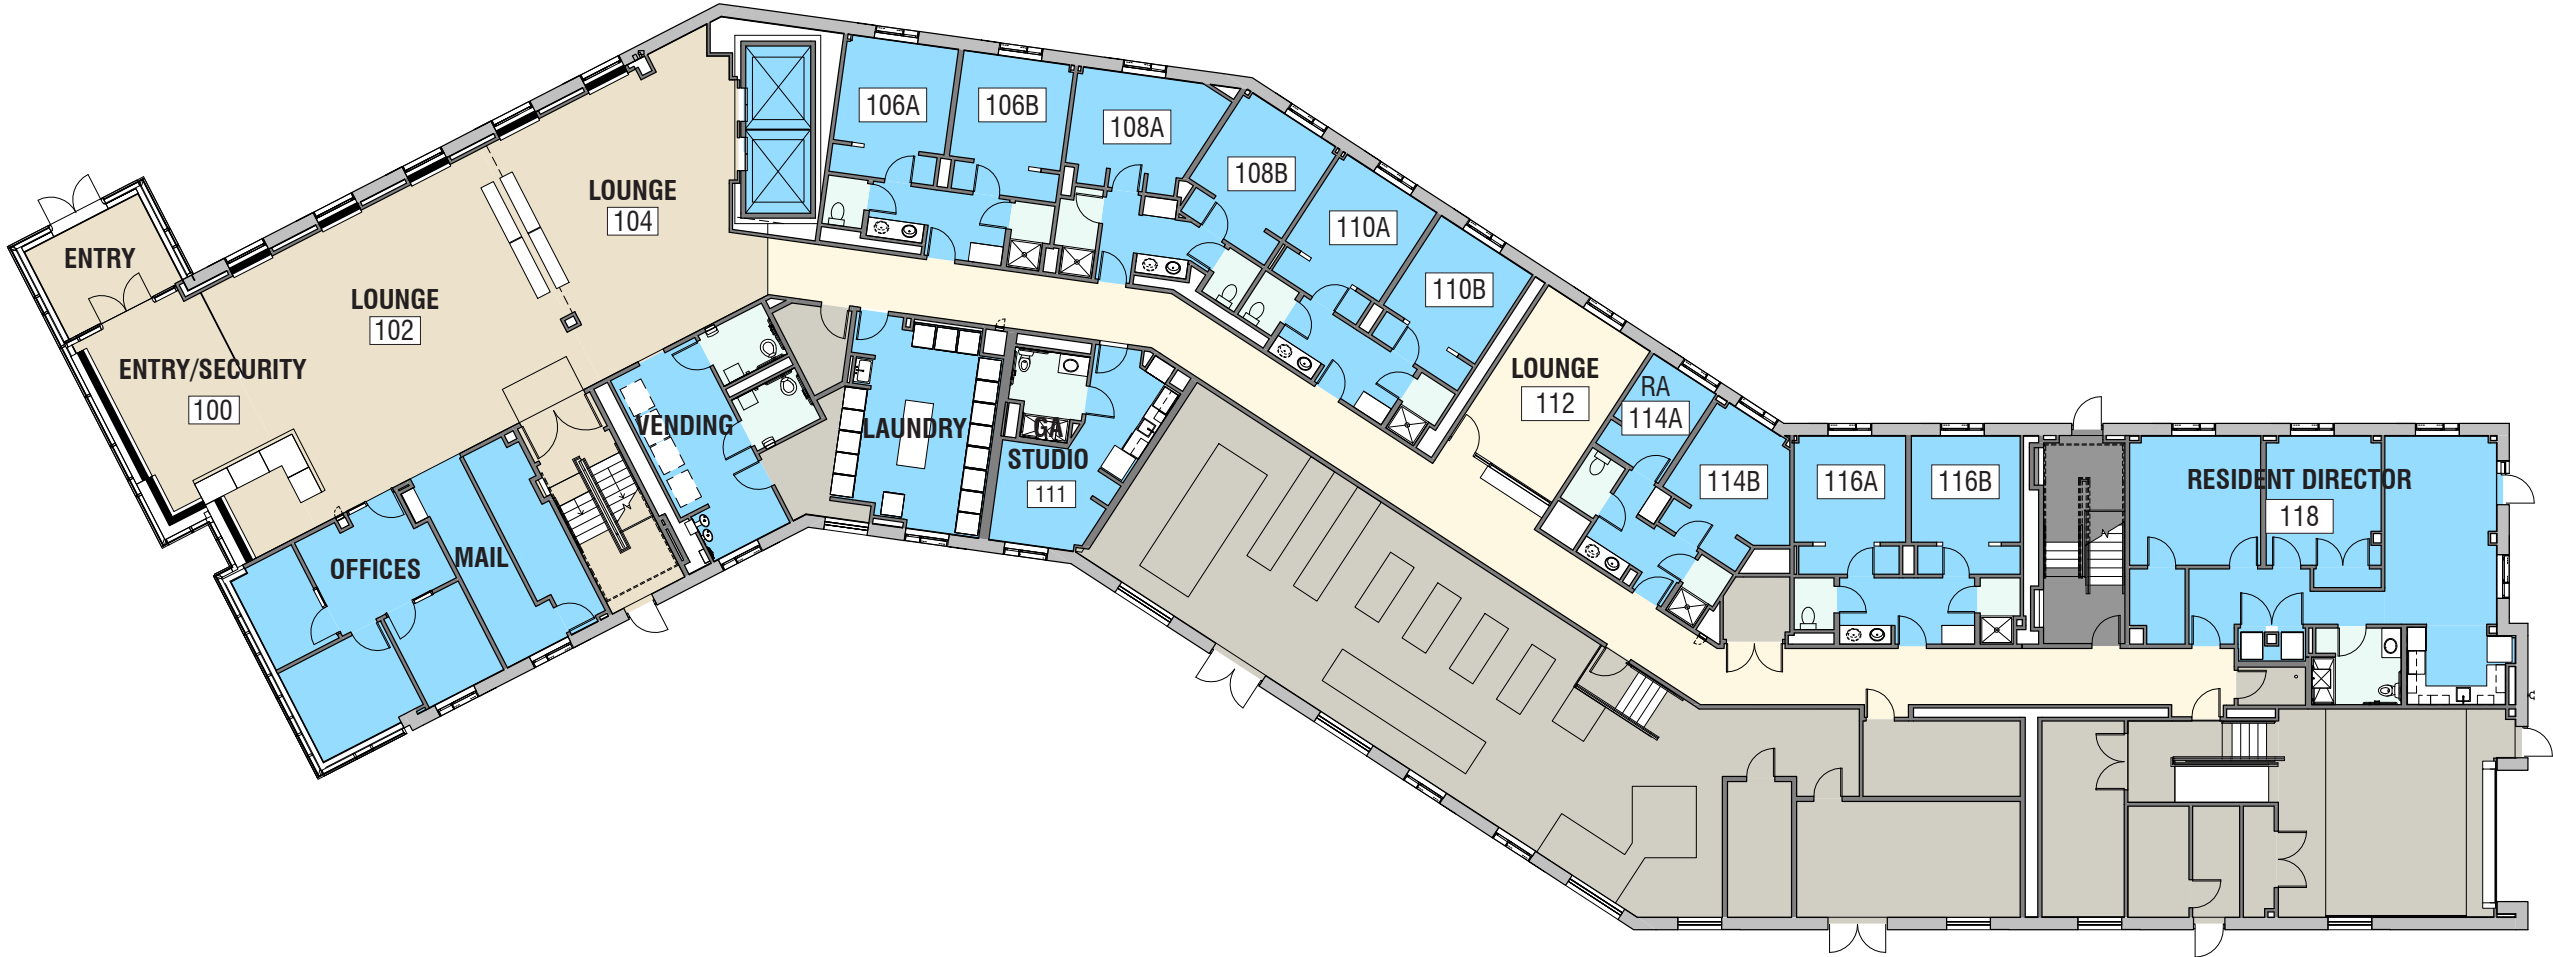 ENTRY
ENTRY/SECURITY
100
LOUNGE
102
LOUNGE
104
OFFICES
MAIL
VENDING
LAUNDRY
GA
STUDIO
111
106A
106B
108A
108B
110A
110B
LOUNGE
112
RA
114A
114B
116A
116B
RESIDENT DIRECTOR
118